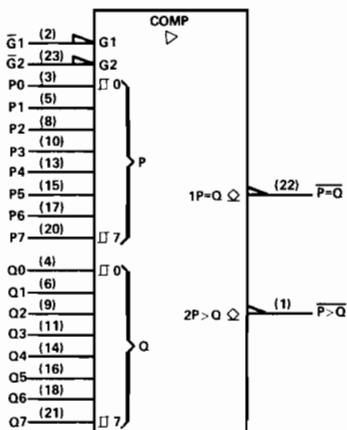 COMP
▷
G̅1 (2) G1
G̅2 (23) G2
P0 (3) 0
P1 (5)
P2 (8)
P3 (10)
P4 (13)
P5 (15)
P6 (17)
P7 (20) 7
P
1P=Q (22) P̅=̅Q̅
Q0 (4) 0
Q1 (6)
Q2 (9)
Q3 (11)
Q4 (14)
Q5 (16)
Q6 (18)
Q7 (21) 7
Q
2P>Q (1) P̅>̅Q̅